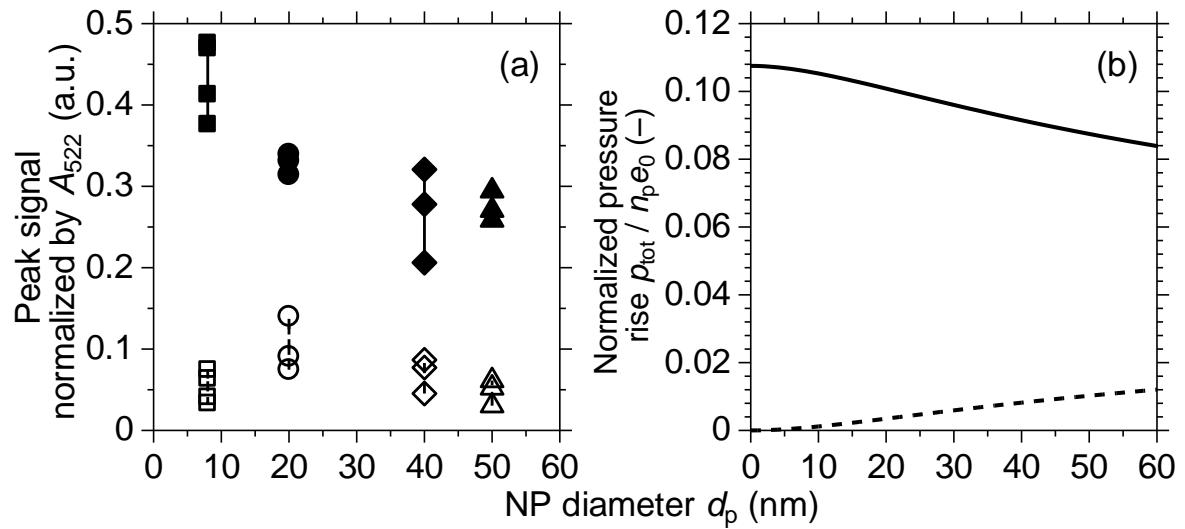 Peak signal
normalized by A522 (a.u.)
0.5
0.4
0.3
0.2
0.1
0
(a)
0 10 20 30 40 50 60
Normalized pressure
rise ptot / npe0 (–)
0.12
0.10
0.08
0.06
0.04
0.02
0
(b)
0 10 20 30 40 50 60
NP diameter dp (nm)